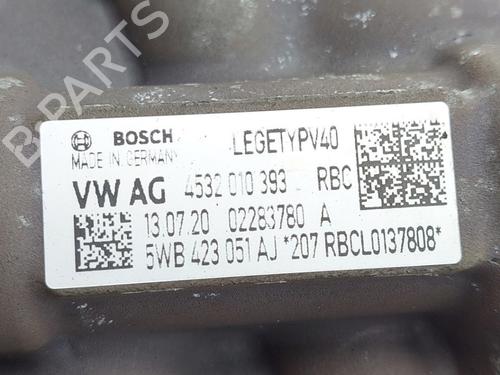 B-PARTS
BOSCH LEGETYPV40
MADE IN GERMANY
VW AG 4532 010 393 RBC
13.07.20 02283780 A
5WB 423 051 AJ *207 RBCL0137808*
B-PARTS